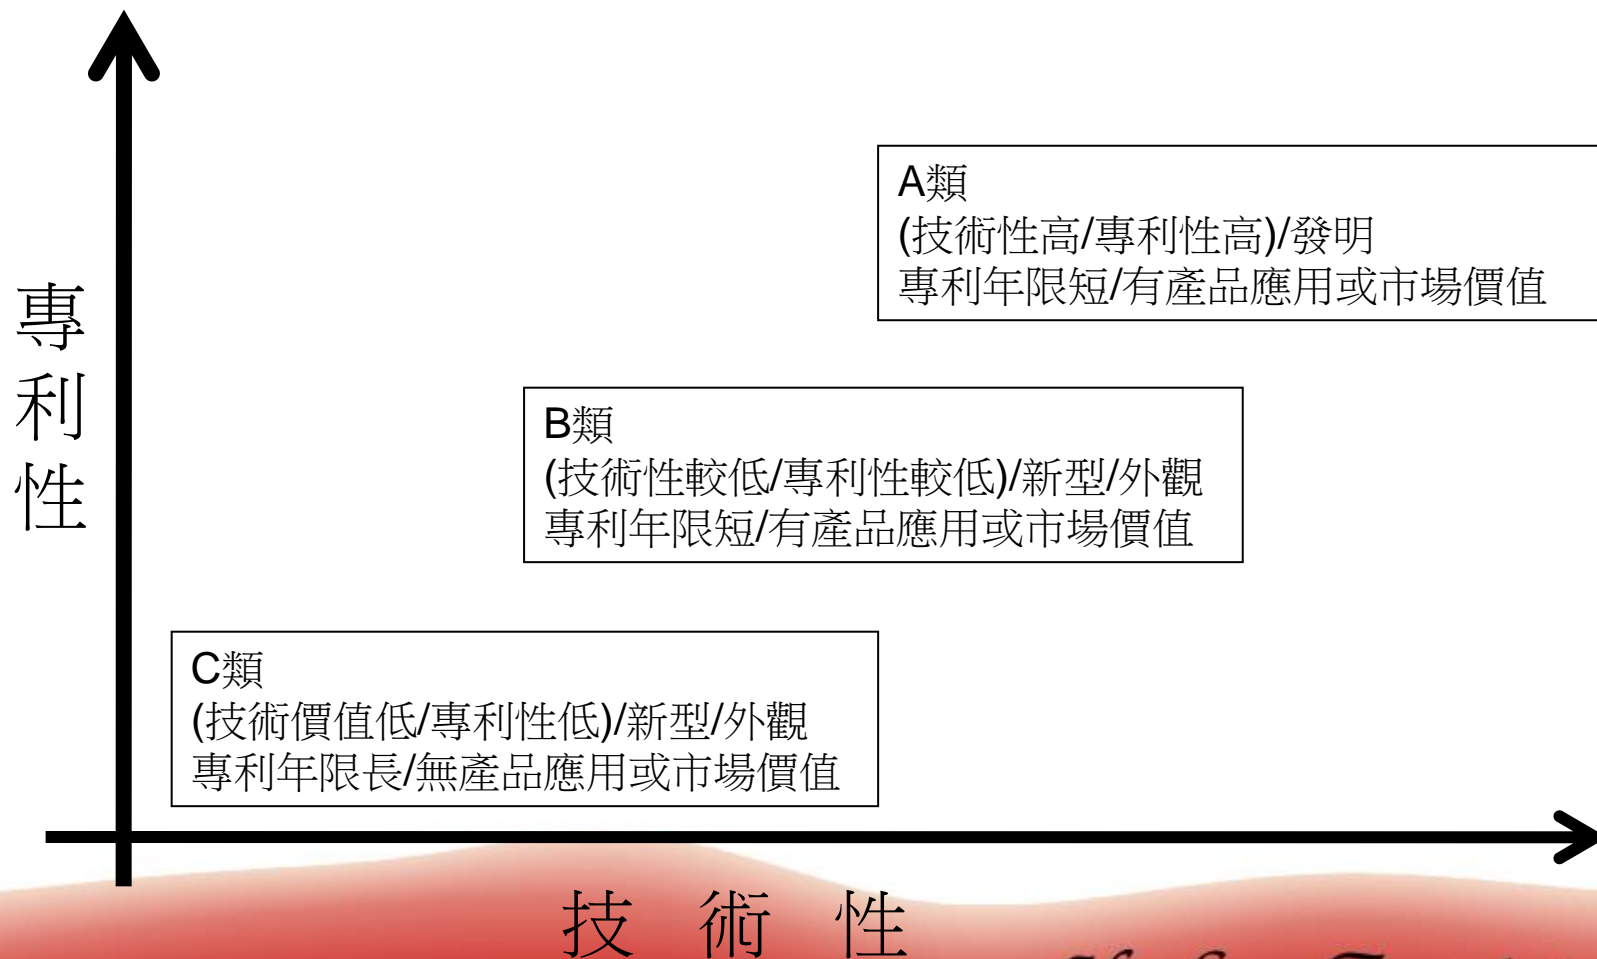 專利性
A類
(技術性高/專利性高)/發明
專利年限短/有產品應用或市場價值
B類
(技術性較低/專利性較低)/新型/外觀
專利年限短/有產品應用或市場價值
C類
(技術價值低/專利性低)/新型/外觀
專利年限長/無產品應用或市場價值
技 術 性